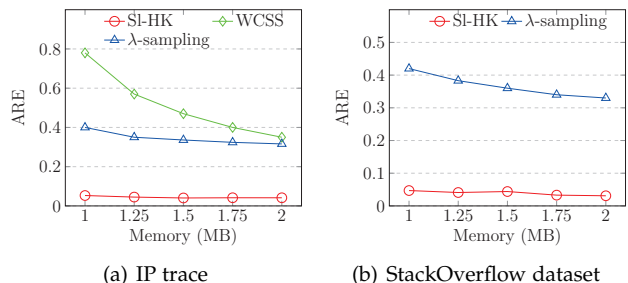 Sl-HK WCSS
λ-sampling
ARE
0.8
0.6
0.4
0.2
0
1 1.25 1.5 1.75 2
Memory (MB)
(a) IP trace
Sl-HK λ-sampling
ARE
0.5
0.4
0.3
0.2
0.1
0
1 1.25 1.5 1.75 2
Memory (MB)
(b) StackOverflow dataset